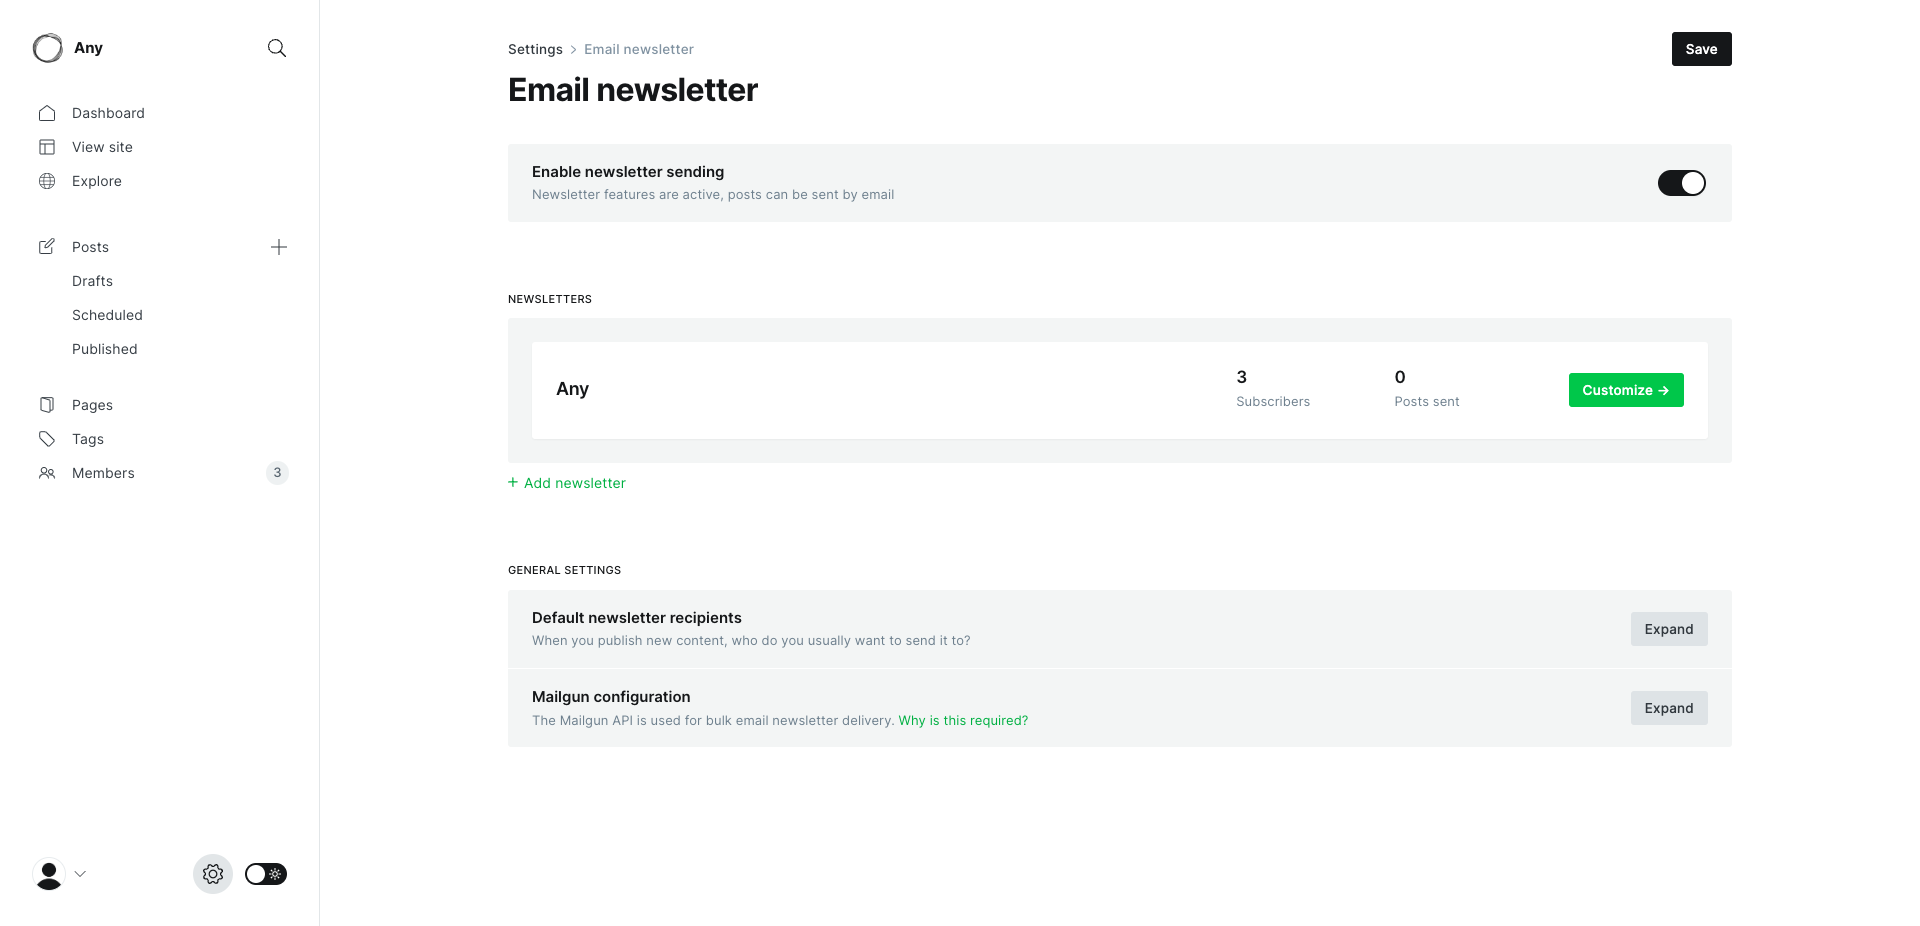 Any
Dashboard
View site
Explore
Posts
Drafts
Scheduled
Published
Pages
Tags
Members
3
Settings
Email newsletter
Save
Email newsletter
Enable newsletter sending
Newsletter features are active, posts can be sent by email
NEWSLETTERS
Any
3
Subscribers
0
Posts sent
Customize →
+ Add newsletter
GENERAL SETTINGS
Default newsletter recipients
When you publish new content, who do you usually want to send it to?
Expand
Mailgun configuration
The Mailgun API is used for bulk email newsletter delivery. Why is this required?
Expand